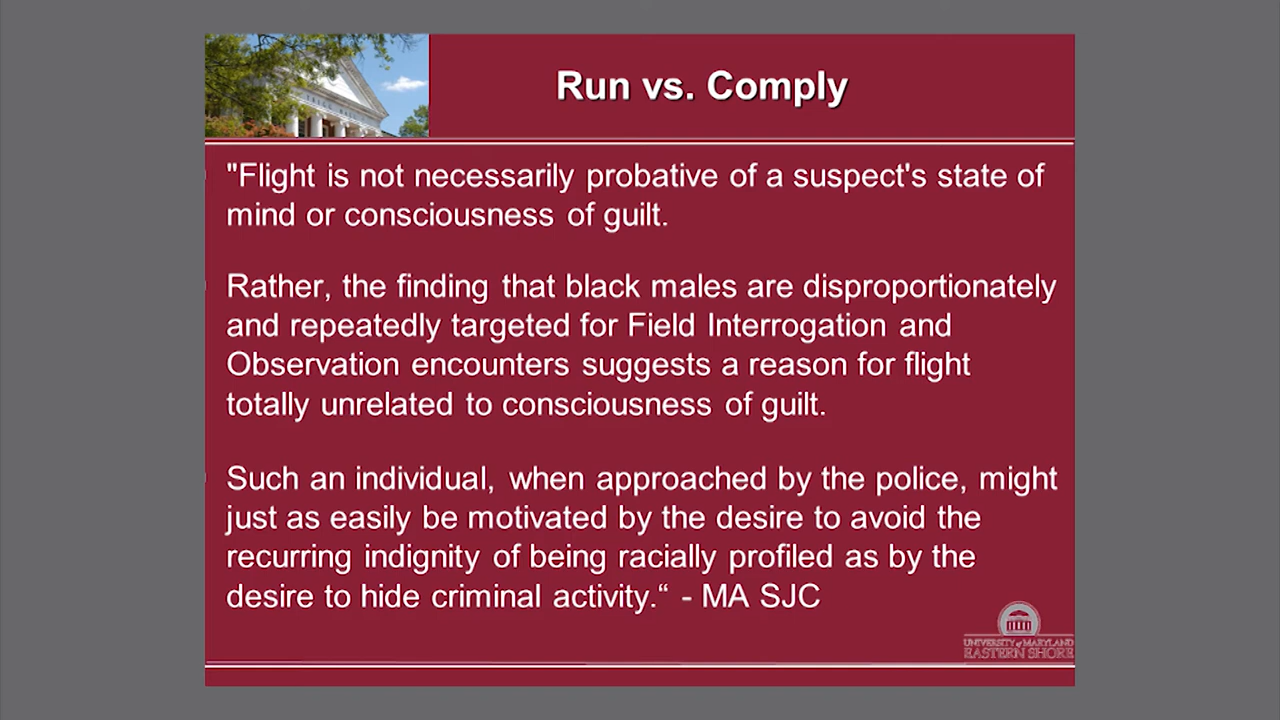 Run vs. Comply
"Flight is not necessarily probative of a suspect's state of
mind or consciousness of guilt.
Rather, the finding that black males are disproportionately
and repeatedly targeted for Field Interrogation and
Observation encounters suggests a reason for flight
totally unrelated to consciousness of guilt.
Such an individual, when approached by the police, might
just as easily be motivated by the desire to avoid the
recurring indignity of being racially profiled as by the
desire to hide criminal activity.“ - MA SJC
UNIVERSITY of MARYLAND
EASTERN SHORE